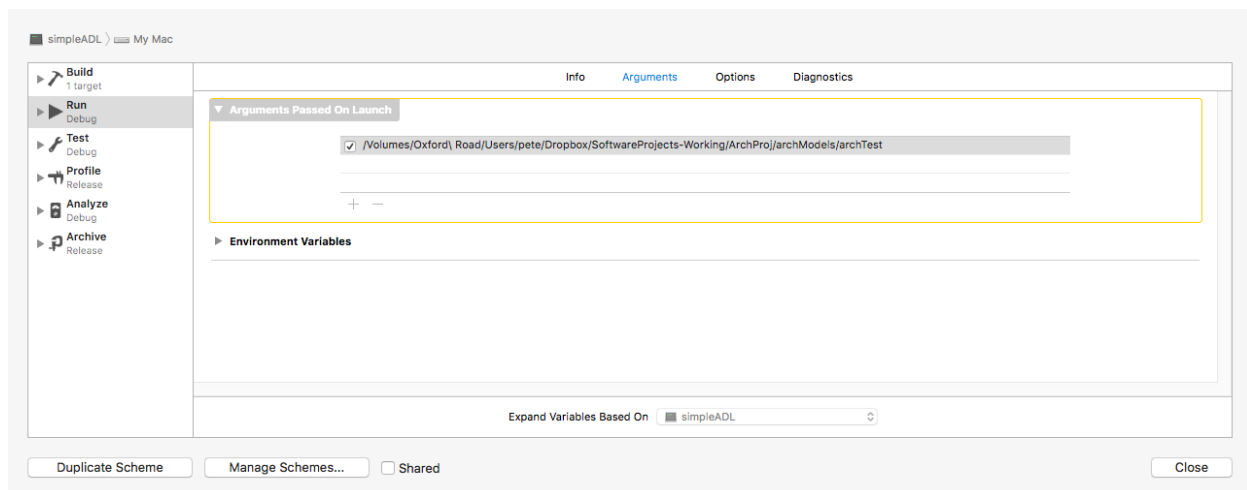 simpleADL 〉 My Mac
Build
1 target
Run
Debug
Test
Debug
Profile
Release
Analyze
Debug
Archive
Release
Info Arguments Options Diagnostics
Arguments Passed On Launch
/Volumes/Oxford\ Road/Users/pete/Dropbox/SoftwareProjects-Working/ArchProj/archModels/archTest
+ −
Environment Variables
Expand Variables Based On simpleADL
Duplicate Scheme Manage Schemes... Shared Close